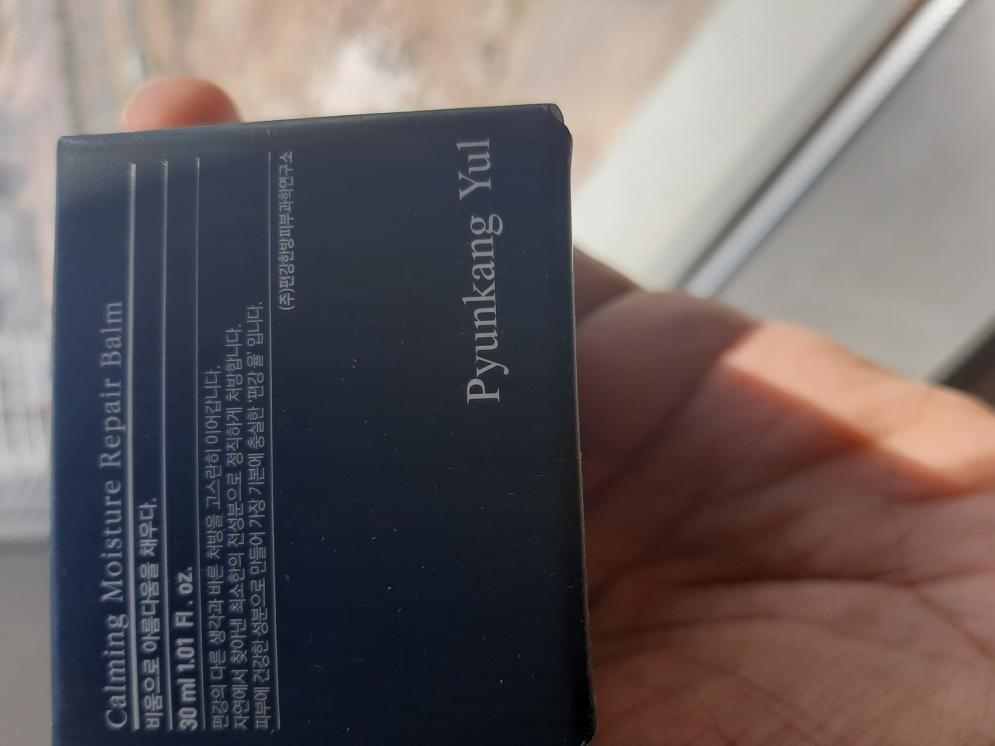 Calming Moisture Repair Balm
비움으로 아름다움을 채우다.
30 ml 1.01 Fl. oz.
편강의 다른 생각과 바른 처방을 고스란히 이어갑니다.
자연에서 찾아낸 최소한의 전성분으로 정직하게 처방합니다.
피부에 건강한 성분으로 만들어 가장 기본에 충실한 '편강 율' 입니다.
(주)편강한방피부과학연구소
Pyunkang Yul